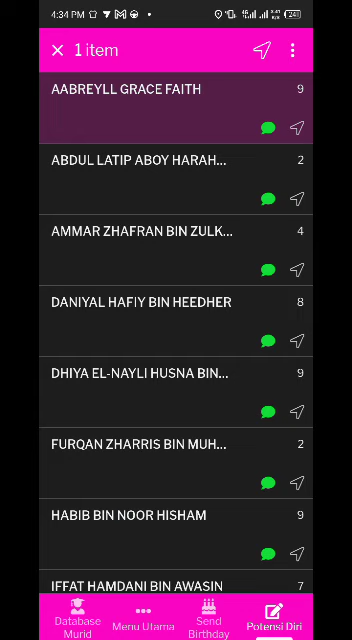 4:34 PM
1 item
AABREYLL GRACE FAITH 9
ABDUL LATIP ABOY HARAH... 2
AMMAR ZHAFRAN BIN ZULK... 4
DANIYAL HAFIY BIN HEEDHER 8
DHIYA EL-NAYLI HUSNA BIN... 9
FURQAN ZHARRIS BIN MUH... 2
HABIB BIN NOOR HISHAM 9
IFFAT HAMDANI BIN AWASIN 7
Database Murid
Menu Utama
Send Birthday
Potensi Diri